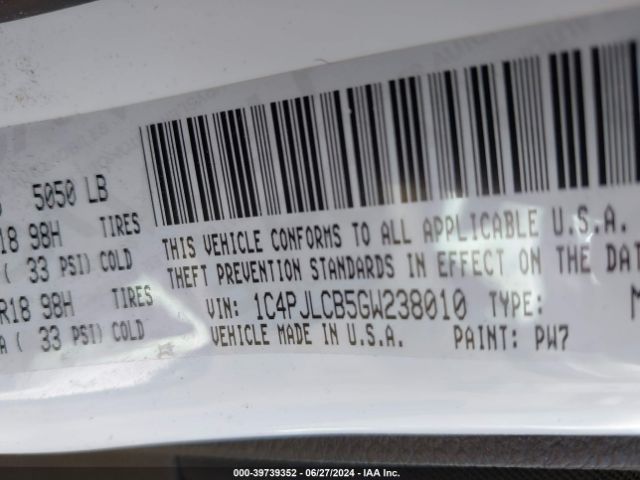 5050 LB
R18 98H TIRES
( 33 PSI) COLD
R18 98H TIRES
A ( 33 PSI) COLD
THIS VEHICLE CONFORMS TO ALL APPLICABLE U.S.A.
THEFT PREVENTION STANDARDS IN EFFECT ON THE DAT
VIN: 1C4PJLCB5GW238010 TYPE: M
VEHICLE MADE IN U.S.A. PAINT: PW7
000-39739352 / 06/27/2024 - IAA Inc.